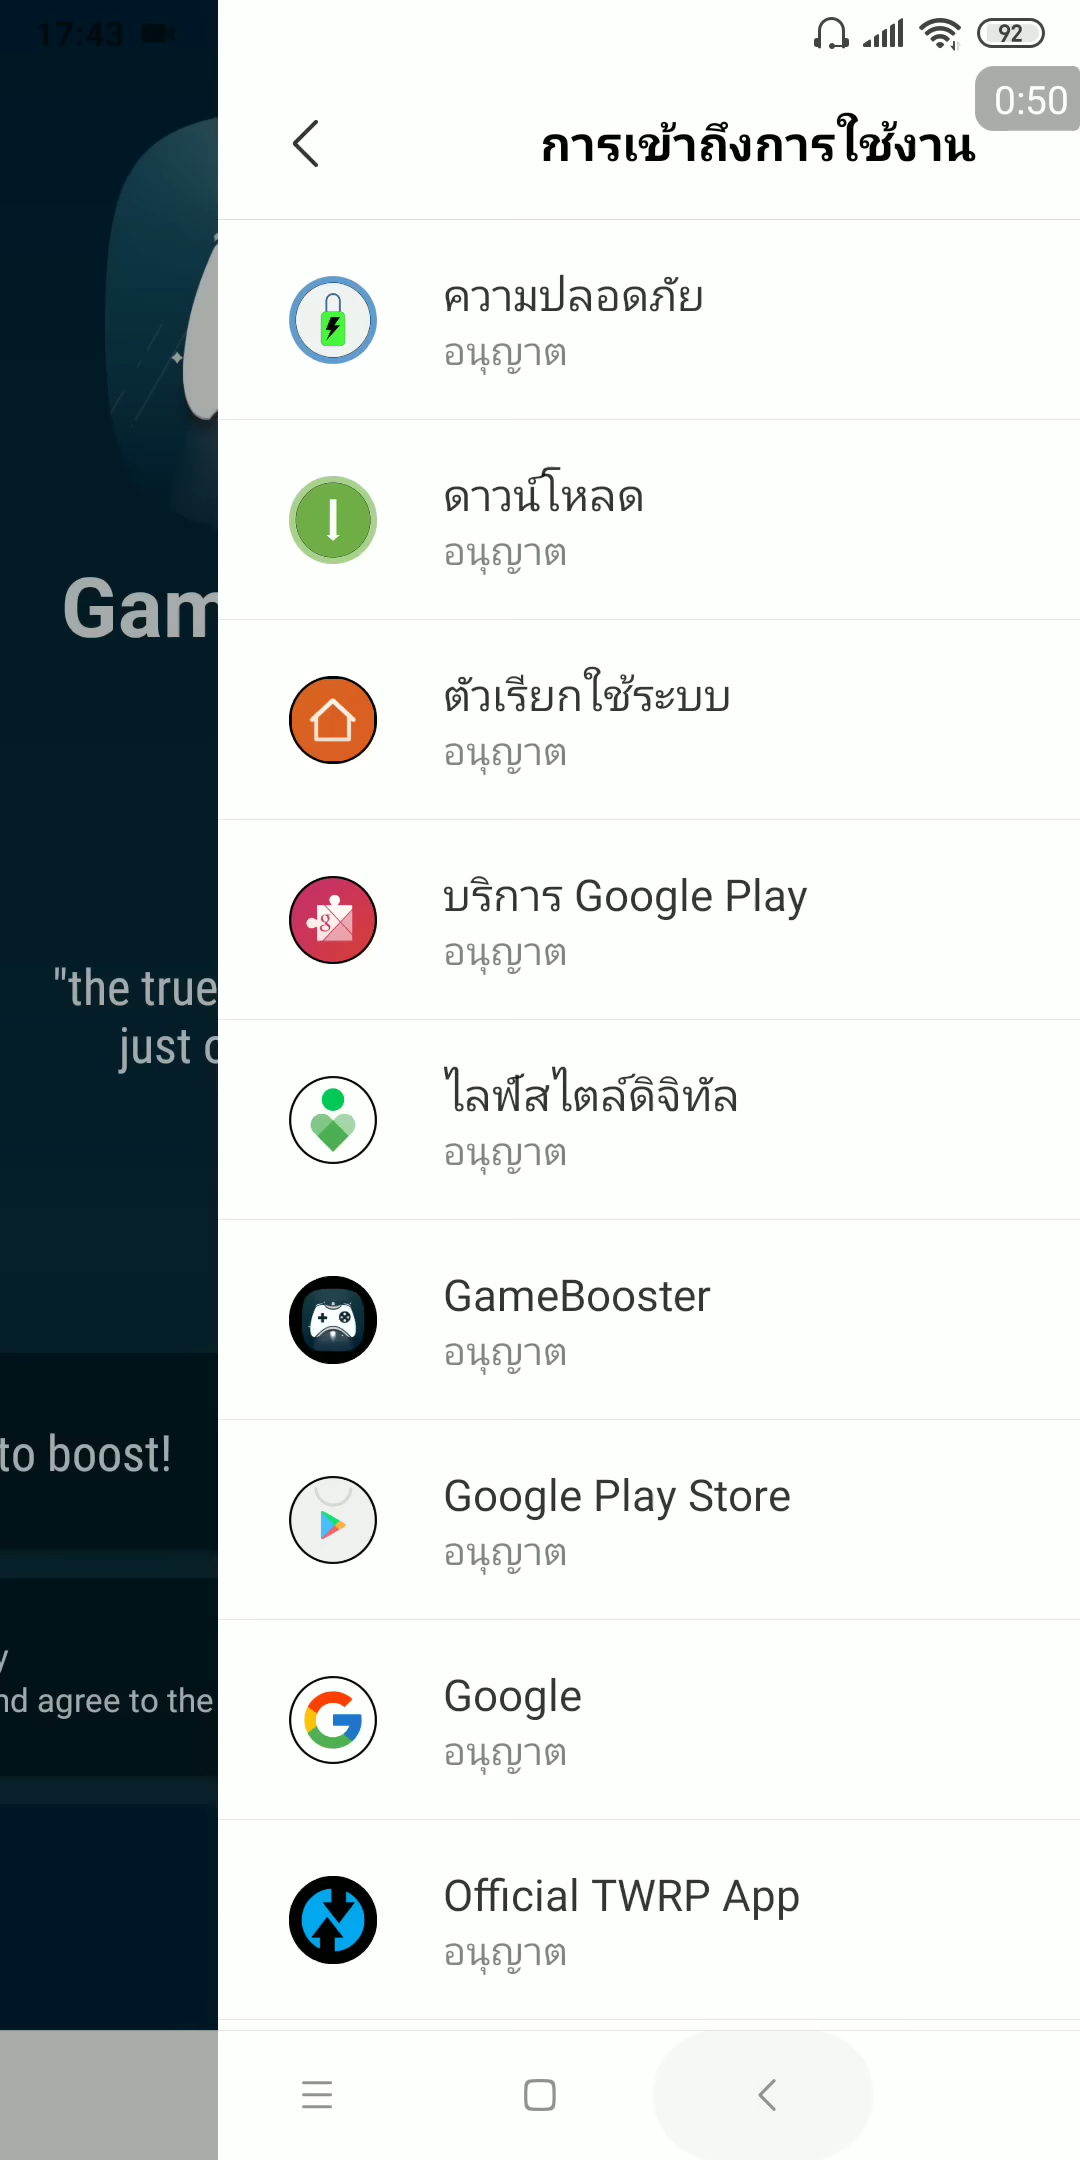 17:43
92
0:50
การเข้าถึงการใช้งาน
ความปลอดภัย
อนุญาต
ดาวน์โหลด
อนุญาต
ตัวเรียกใช้ระบบ
อนุญาต
บริการ Google Play
อนุญาต
ไลฟ์สไตล์ดิจิทัล
อนุญาต
GameBooster
อนุญาต
Google Play Store
อนุญาต
Google
อนุญาต
Official TWRP App
อนุญาต
Gam
"the true
just
to boost!
y
nd agree to the